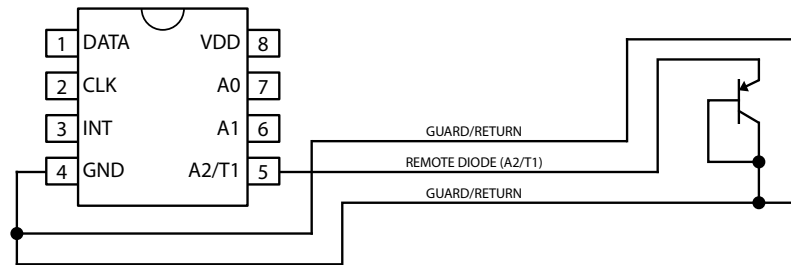 1 DATA VDD 8
2 CLK A0 7
3 INT A1 6
4 GND A2/T1 5
GUARD/RETURN
REMOTE DIODE (A2/T1)
GUARD/RETURN